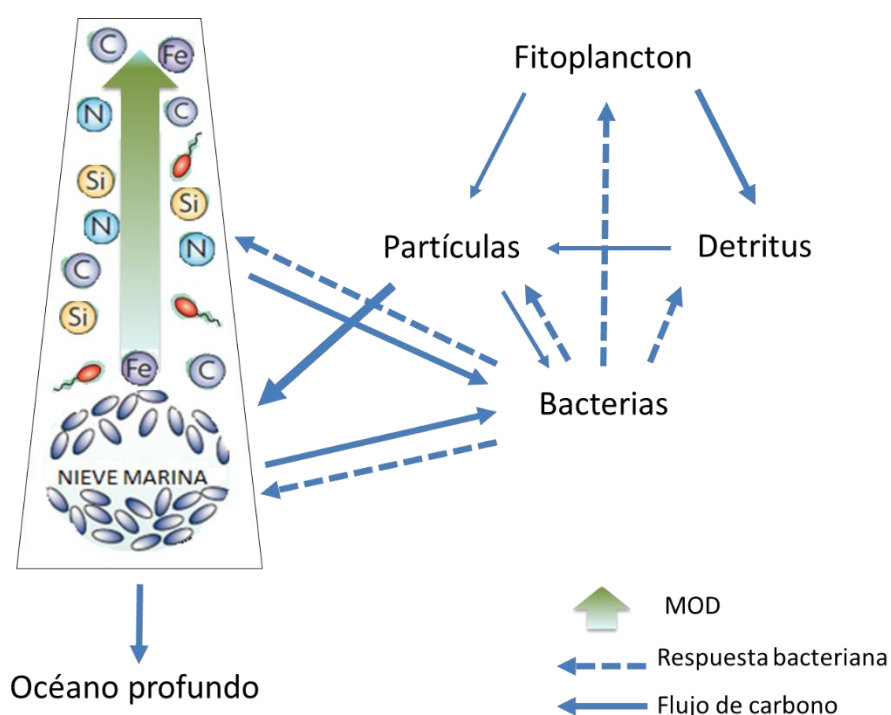 C
Fe
N
C
Si
Si
N
N
C
Si
Fe
C
NIEVE MARINA
Océano profundo
Fitoplancton
Partículas
Detritus
Bacterias
MOD
Respuesta bacteriana
Flujo de carbono